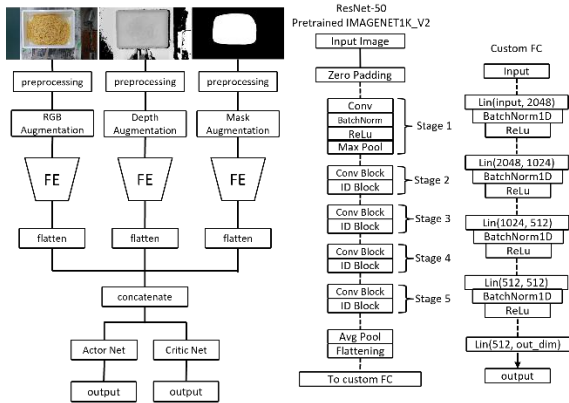 preprocessing
preprocessing
preprocessing
RGB
Augmentation
Depth
Augmentation
Mask
Augmentation
FE
FE
FE
flatten
flatten
flatten
concatenate
Actor Net
Critic Net
output
output
ResNet-50
Pretrained IMAGENET1K_V2
Input Image
Zero Padding
Conv
BatchNorm
ReLu
Max Pool
Stage 1
Conv Block
ID Block
Stage 2
Conv Block
ID Block
Stage 3
Conv Block
ID Block
Stage 4
Conv Block
ID Block
Stage 5
Avg Pool
Flattening
To custom FC
Custom FC
Input
Lin(input, 2048)
BatchNorm1D
ReLu
Lin(2048, 1024)
BatchNorm1D
ReLu
Lin(1024, 512)
BatchNorm1D
ReLu
Lin(512, 512)
BatchNorm1D
ReLu
Lin(512, out_dim)
output